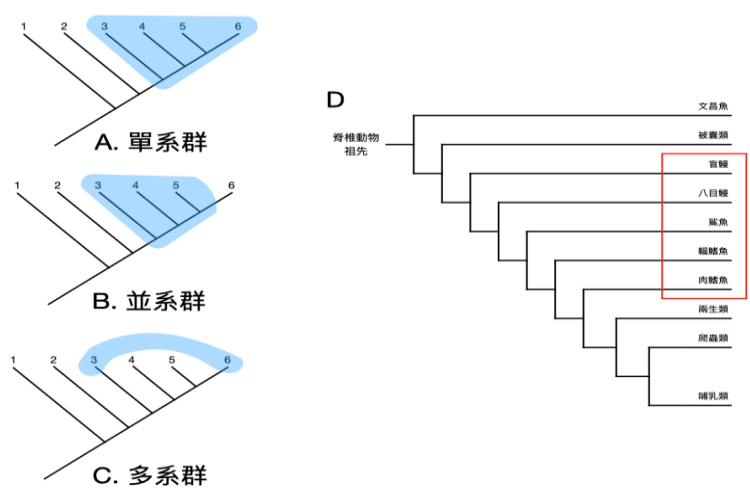 1 2 3 4 5 6
A. 單系群
1 2 3 4 5 6
B. 並系群
1 2 3 4 5 6
C. 多系群
D
脊椎動物
祖先
文昌魚
被囊類
盲鰻
八目鰻
鯊魚
輻鰭魚
肉鰭魚
兩生類
爬蟲類
哺乳類